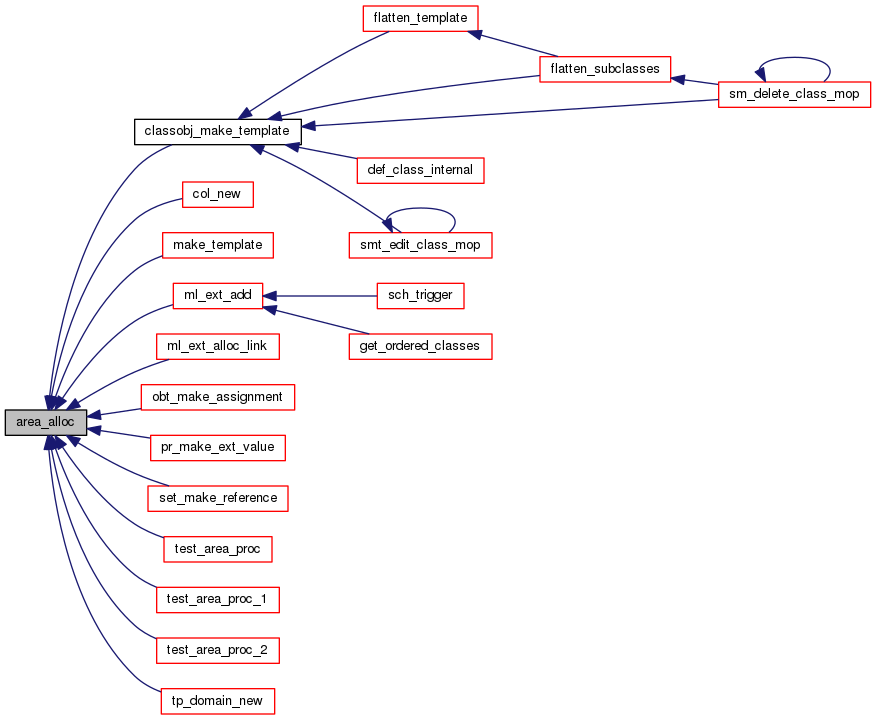 flatten_template
flatten_subclasses
sm_delete_class_mop
classobj_make_template
def_class_internal
col_new
make_template
smt_edit_class_mop
ml_ext_add
sch_trigger
ml_ext_alloc_link
get_ordered_classes
obt_make_assignment
area_alloc
pr_make_ext_value
set_make_reference
test_area_proc
test_area_proc_1
test_area_proc_2
tp_domain_new